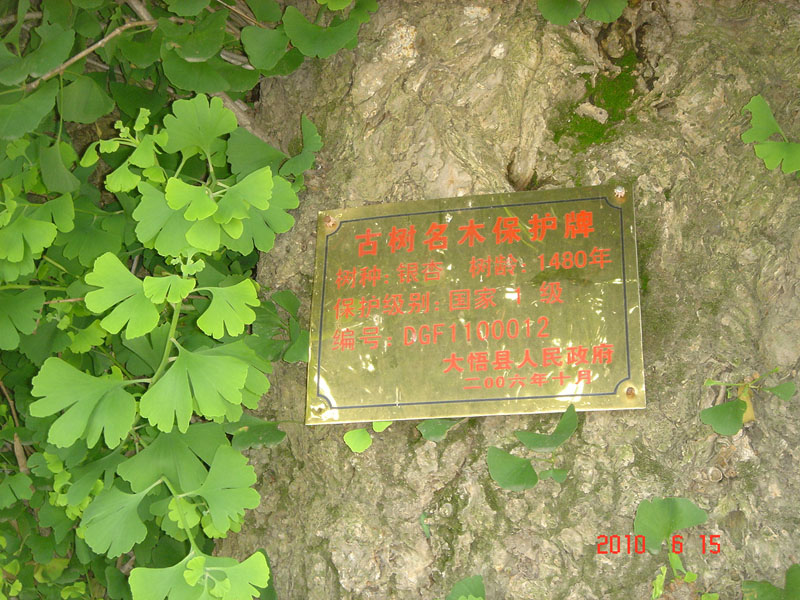 古树名木保护牌
树种：银杏 树龄：1480年
保护级别：国家1级
编号：DGF1100012
大悟县人民政府
二00六年十月
2010 6 15